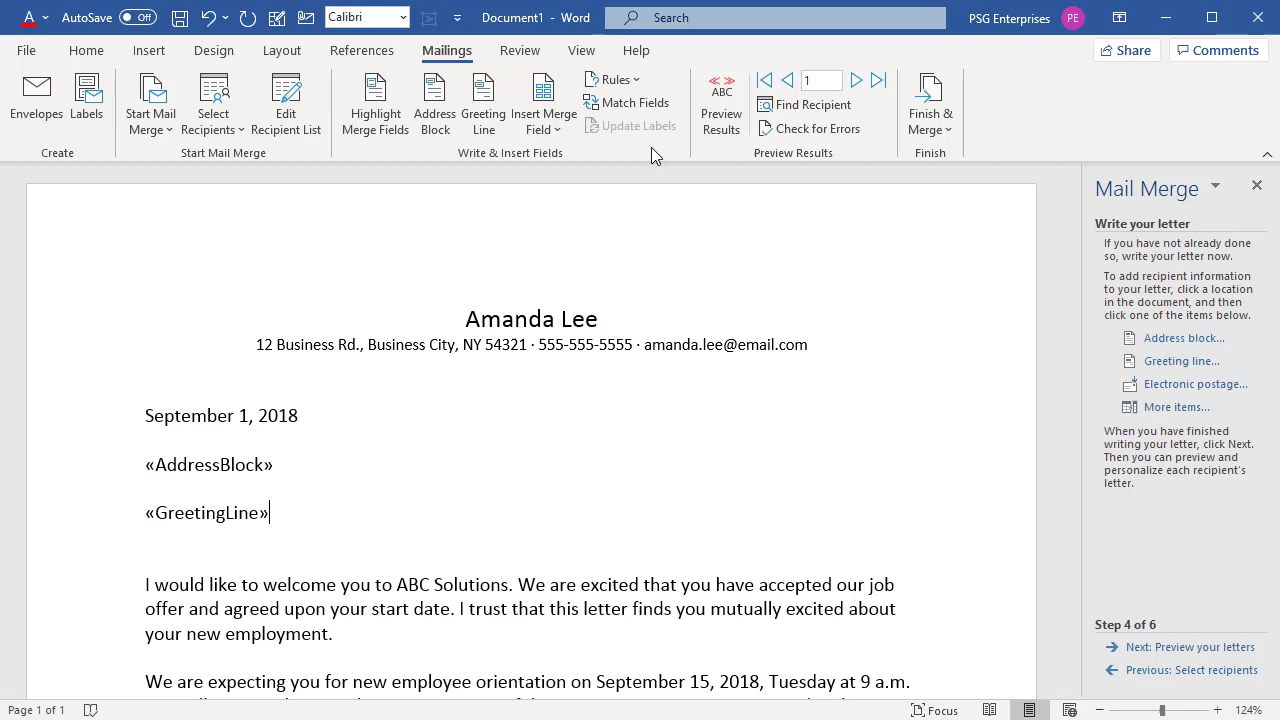 A AutoSave Off Calibri Document1 - Word Search PSG Enterprises PE
File Home Insert Design Layout References Mailings Review View Help Share Comments
Envelopes
Labels
Create
Start Mail
Merge
Select
Recipients
Edit
Recipient List
Start Mail Merge
Highlight
Merge Fields
Address
Block
Greeting
Line
Insert Merge
Field
Rules
Match Fields
Update Labels
Write & Insert Fields
ABC
Preview
Results
1
Find Recipient
Check for Errors
Preview Results
Finish &
Merge
Finish
Amanda Lee
12 Business Rd., Business City, NY 54321 · 555-555-5555 · amanda.lee@email.com
September 1, 2018
«AddressBlock»
«GreetingLine»
I would like to welcome you to ABC Solutions. We are excited that you have accepted our job
offer and agreed upon your start date. I trust that this letter finds you mutually excited about
your new employment.
We are expecting you for new employee orientation on September 15, 2018, Tuesday at 9 a.m.
Mail Merge
Write your letter
If you have not already done
so, write your letter now.
To add recipient information
to your letter, click a location
in the document, and then
click one of the items below.
Address block...
Greeting line...
Electronic postage...
More items...
When you have finished
writing your letter, click Next.
Then you can preview and
personalize each recipient's
letter.
Step 4 of 6
Next: Preview your letters
Previous: Select recipients
Page 1 of 1 Focus 124%